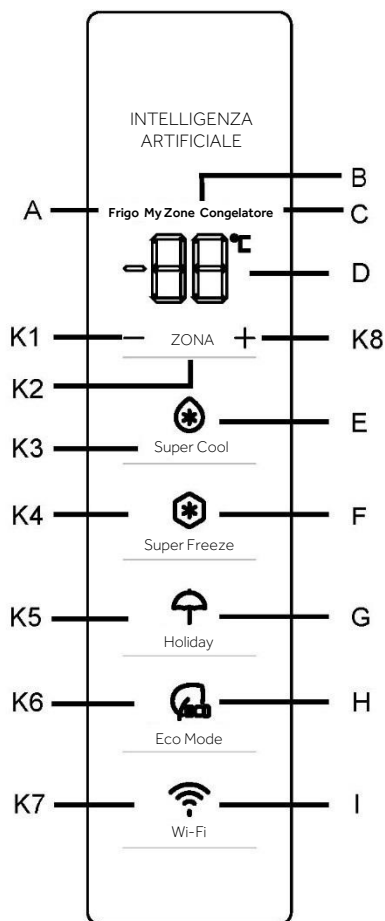 INTELLIGENZA
ARTIFICIALE
B
A Frigo My Zone Congelatore C
-88°C D
K1 - ZONA + K8
K2
E
K3 Super Cool
K4 F
Super Freeze
K5 G
Holiday
K6 ECO H
Eco Mode
K7 I
Wi-Fi